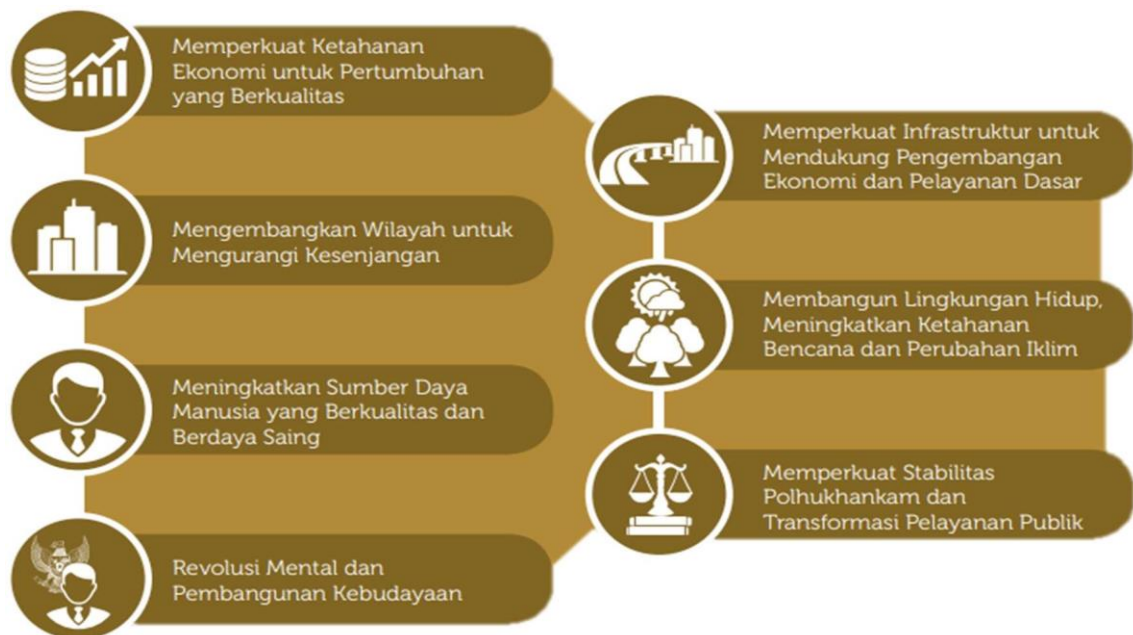 Memperkuat Ketahanan
Ekonomi untuk Pertumbuhan
yang Berkualitas
Mengembangkan Wilayah untuk
Mengurangi Kesenjangan
Meningkatkan Sumber Daya
Manusia yang Berkualitas dan
Berdaya Saing
Revolusi Mental dan
Pembangunan Kebudayaan
Memperkuat Infrastruktur untuk
Mendukung Pengembangan
Ekonomi dan Pelayanan Dasar
Membangun Lingkungan Hidup,
Meningkatkan Ketahanan
Bencana dan Perubahan Iklim
Memperkuat Stabilitas
Polhukhankam dan
Transformasi Pelayanan Publik